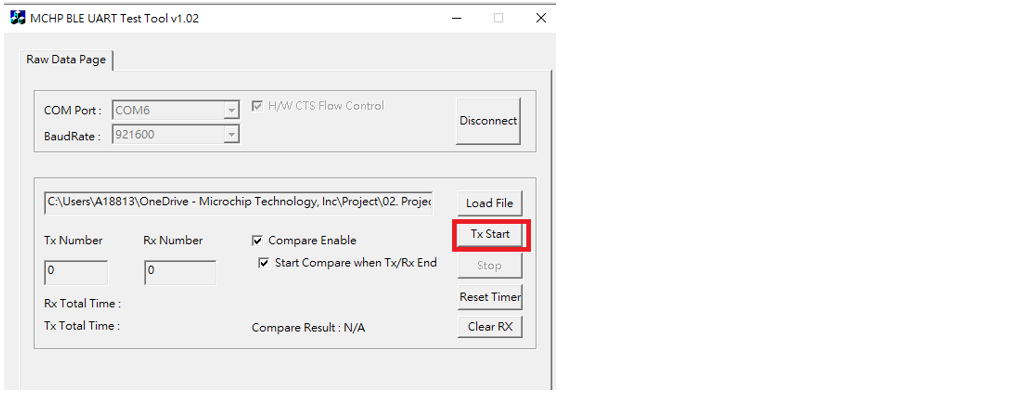 MCHP BLE UART Test Tool v1.02
Raw Data Page
COM Port : COM6
H/W CTS Flow Control
Disconnect
BaudRate : 921600
C:\Users\A18813\OneDrive - Microchip Technology, Inc\Project\02. Projec
Load File
Tx Start
Tx Number
Rx Number
Compare Enable
0
0
Start Compare when Tx/Rx End
Stop
Reset Timer
Rx Total Time :
Tx Total Time :
Compare Result : N/A
Clear RX